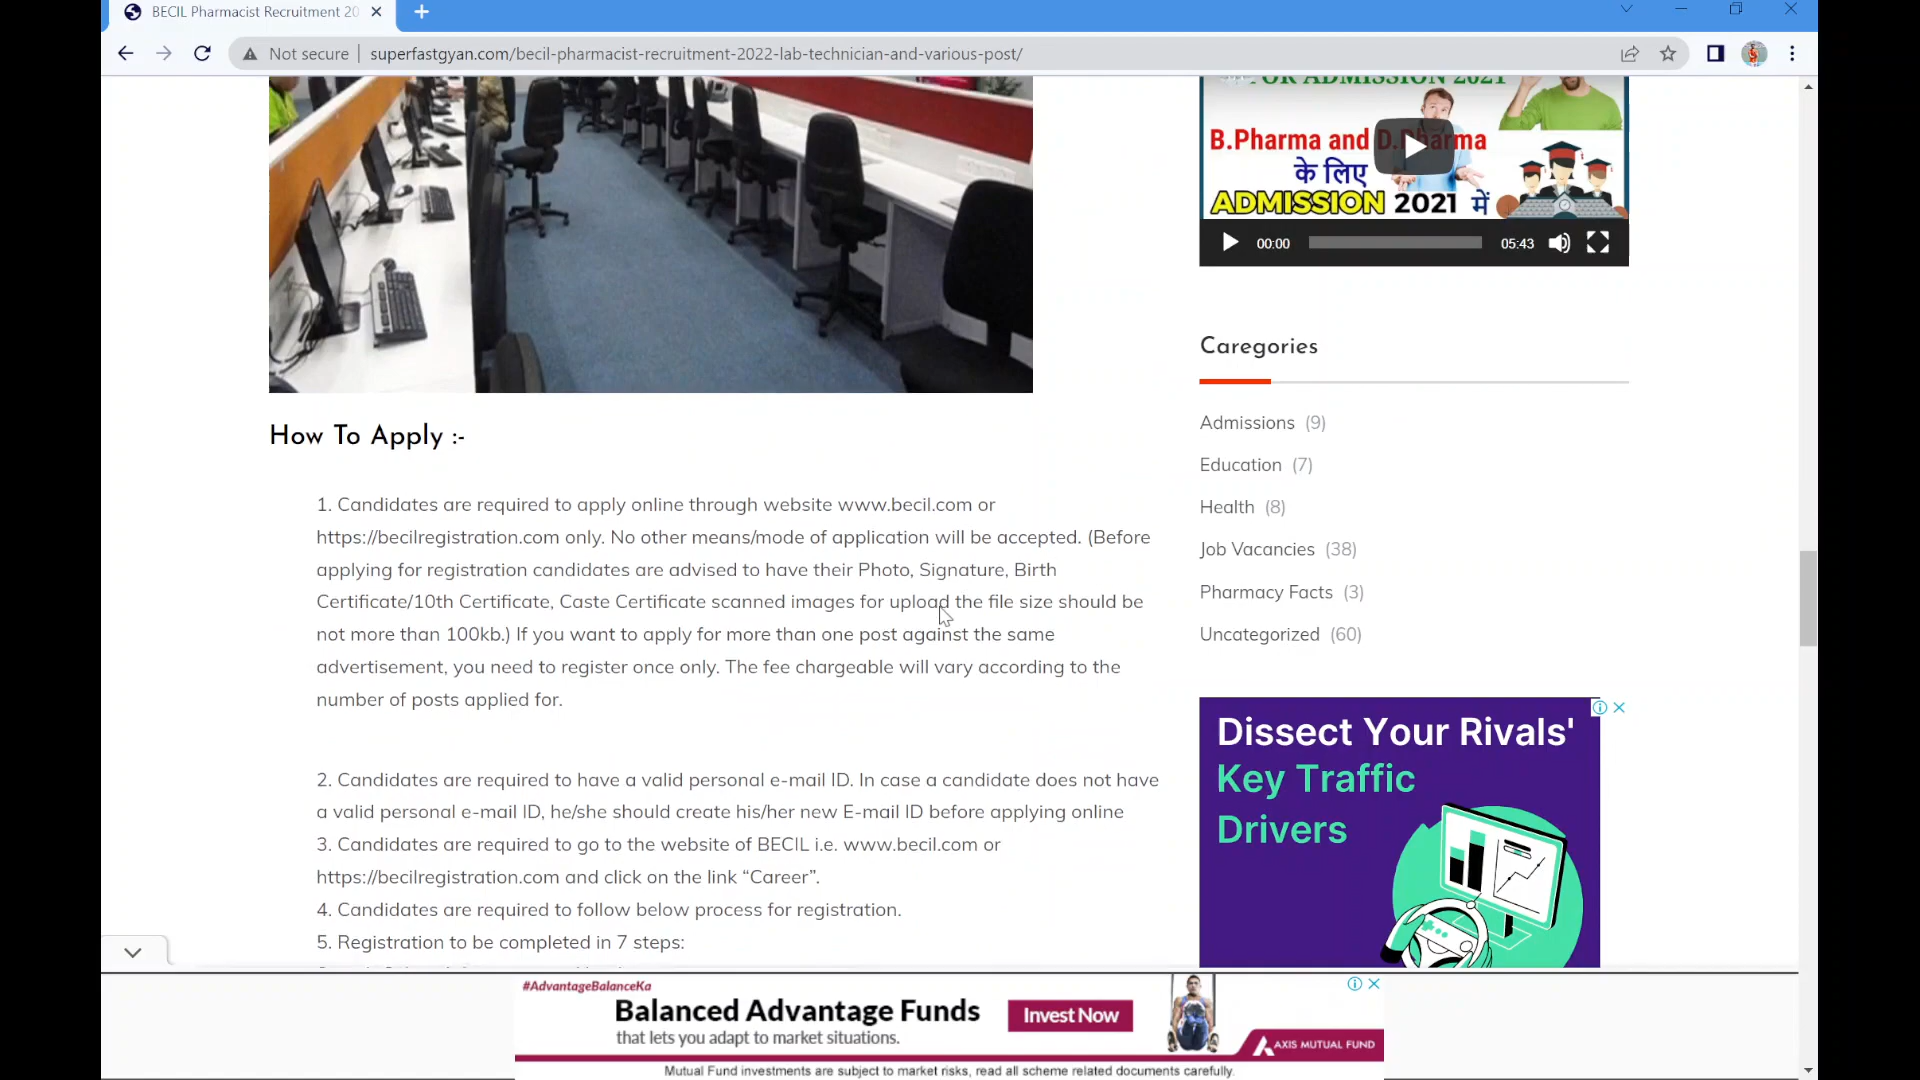 BECIL Pharmacist Recruitment 20
Not secure
superfastgyan.com/becil-pharmacist-recruitment-2022-lab-technician-and-various-post/
FOR ADMISSION 2021
B.Pharma and D.Pharma
के लिए
ADMISSION 2021 में
00:00
05:43
Caregories
Admissions (9)
Education (7)
Health (8)
Job Vacancies (38)
Pharmacy Facts (3)
Uncategorized (60)
How To Apply :-
1. Candidates are required to apply online through website www.becil.com or
https://becilregistration.com only. No other means/mode of application will be accepted. (Before
applying for registration candidates are advised to have their Photo, Signature, Birth
Certificate/10th Certificate, Caste Certificate scanned images for upload the file size should be
not more than 100kb.) If you want to apply for more than one post against the same
advertisement, you need to register once only. The fee chargeable will vary according to the
number of posts applied for.
2. Candidates are required to have a valid personal e-mail ID. In case a candidate does not have
a valid personal e-mail ID, he/she should create his/her new E-mail ID before applying online
3. Candidates are required to go to the website of BECIL i.e. www.becil.com or
https://becilregistration.com and click on the link “Career”.
4. Candidates are required to follow below process for registration.
5. Registration to be completed in 7 steps:
Dissect Your Rivals'
Key Traffic
Drivers
#AdvantageBalanceKa
Balanced Advantage Funds
that lets you adapt to market situations.
Invest Now
AXIS MUTUAL FUND
Mutual Fund investments are subject to market risks, read all scheme related documents carefully.